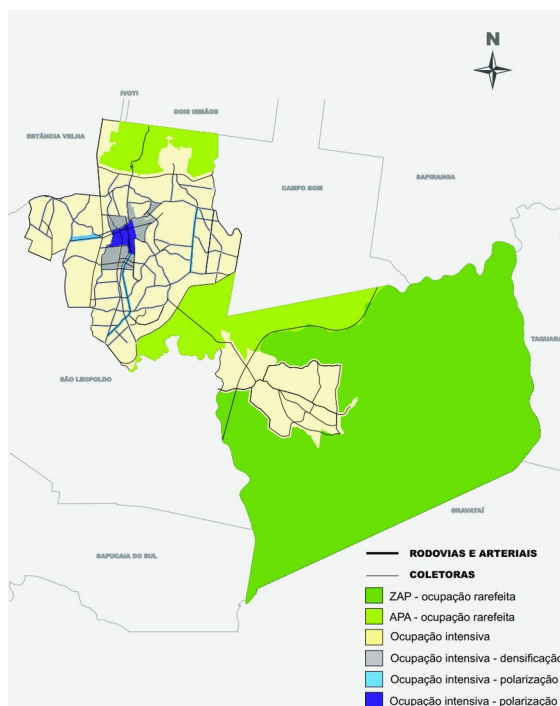 N
IVOTI
DOIS IRMÃOS
ESTÂNCIA VELHA
CAMPO BOM
SAPIRANGA
TAQUARA
SÃO LEOPOLDO
GRAVATAÍ
SAPUCAIA DO SUL
RODOVIAS E ARTERIAIS
COLETORAS
ZAP - ocupação rarefeita
APA - ocupação rarefeita
Ocupação intensiva
Ocupação intensiva - densificação
Ocupação intensiva - polarização
Ocupação intensiva - polarização